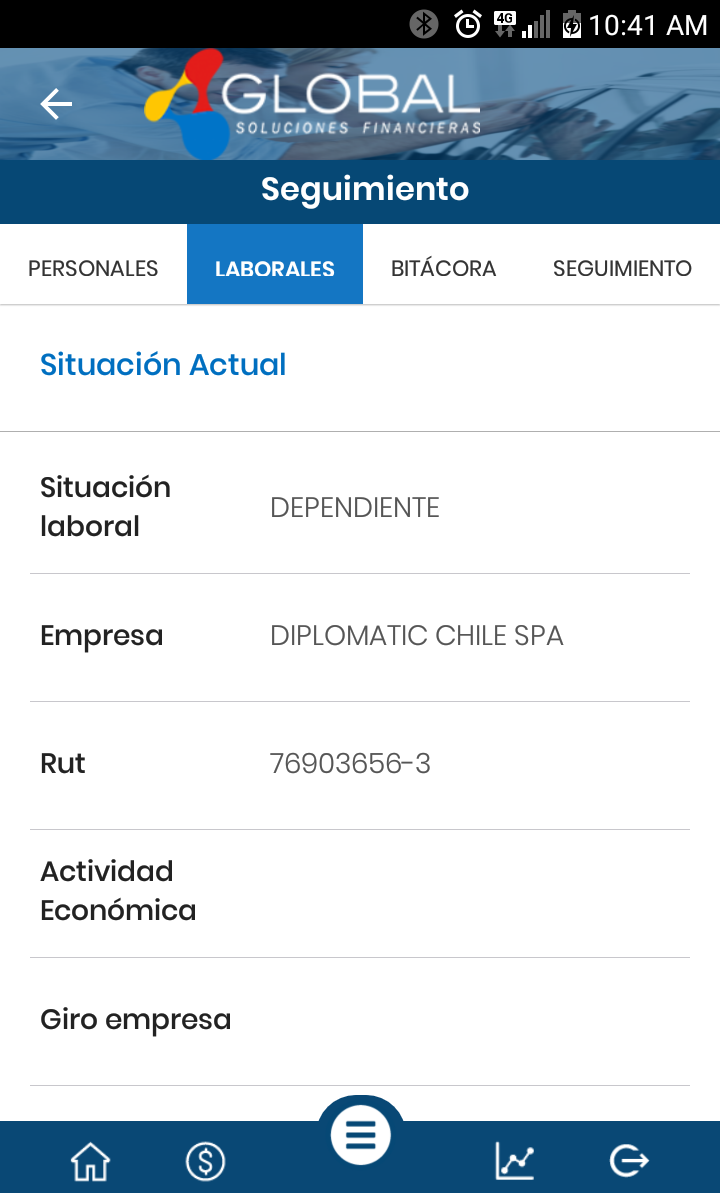 4G 10:41 AM
GLOBAL
SOLUCIONES FINANCIERAS
Seguimiento
PERSONALES LABORALES BITÁCORA SEGUIMIENTO
Situación Actual
Situación
laboral
DEPENDIENTE
Empresa DIPLOMATIC CHILE SPA
Rut 76903656-3
Actividad
Económica
Giro empresa